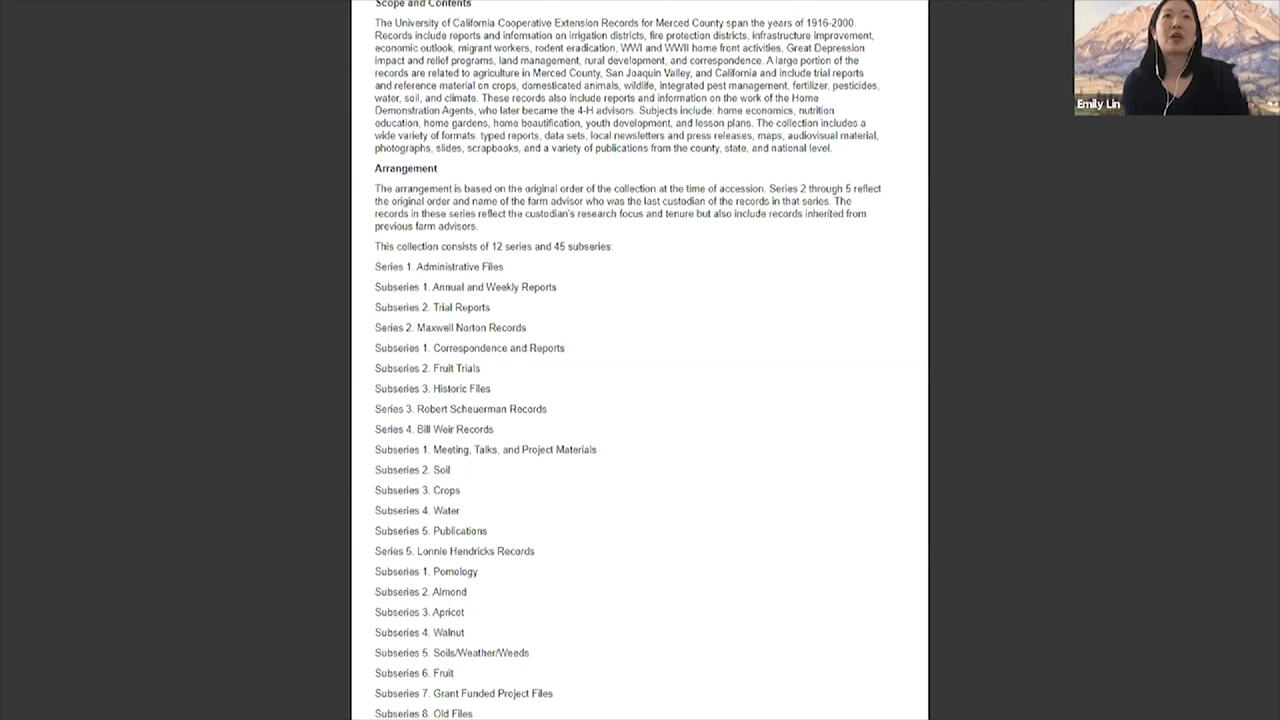 Scope and Contents
The University of California Cooperative Extension Records for Merced County span the years of 1916-2000.
Records include reports and information on irrigation districts, fire protection districts, infrastructure improvement,
economic outlook, migrant workers, rodent eradication, WWI and WWII home front activities, Great Depression
impact and relief programs, land management, rural development, and correspondence. A large portion of the
records are related to agriculture in Merced County, San Joaquin Valley, and California and include trial reports
and reference material on crops, domesticated animals, wildlife, integrated pest management, fertilizer, pesticides,
water, soil, and climate. These records also include reports and information on the work of the Home
Demonstration Agents, who later became the 4-H advisors. Subjects include: home economics, nutrition
education, home gardens, home beautification, youth development, and lesson plans. The collection includes a
wide variety of formats: typed reports, data sets, local newsletters and press releases, maps, audiovisual material,
photographs, slides, scrapbooks, and a variety of publications from the county, state, and national level.
Arrangement
The arrangement is based on the original order of the collection at the time of accession. Series 2 through 5 reflect
the original order and name of the farm advisor who was the last custodian of the records in that series. The
records in these series reflect the custodian's research focus and tenure but also include records inherited from
previous farm advisors.
This collection consists of 12 series and 45 subseries:
Series 1. Administrative Files
Subseries 1. Annual and Weekly Reports
Subseries 2. Trial Reports
Series 2. Maxwell Norton Records
Subseries 1. Correspondence and Reports
Subseries 2. Fruit Trials
Subseries 3. Historic Files
Series 3. Robert Scheuerman Records
Series 4. Bill Weir Records
Subseries 1. Meeting, Talks, and Project Materials
Subseries 2. Soil
Subseries 3. Crops
Subseries 4. Water
Subseries 5. Publications
Series 5. Lonnie Hendricks Records
Subseries 1. Pomology
Subseries 2. Almond
Subseries 3. Apricot
Subseries 4. Walnut
Subseries 5. Soils/Weather/Weeds
Subseries 6. Fruit
Subseries 7. Grant Funded Project Files
Subseries 8. Old Files
Emily Lin